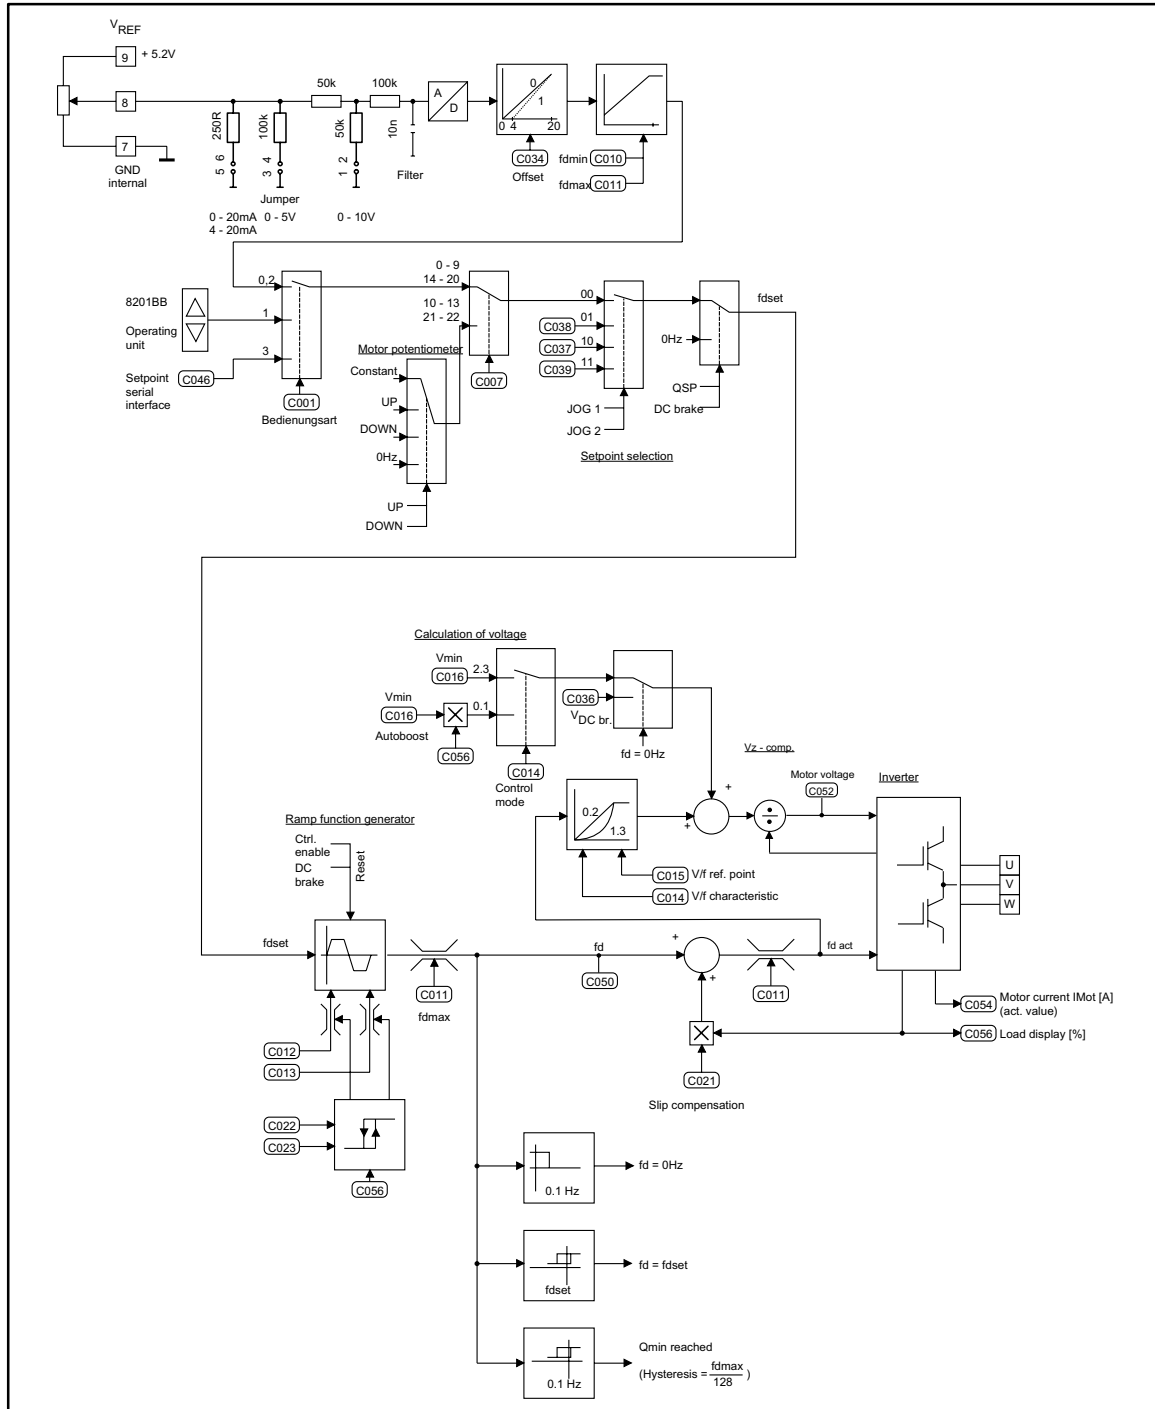 VREF
9 + 5.2V
8
7
GND
internal
250R
5 6
100k
3 4
Jumper
50k
50k
1 2
100k
10n
Filter
0 - 20mA 0 - 5V 0 - 10V
4 - 20mA
A
D
0
1
0 4 20
C034
Offset
fdmin C010
fdmax C011
8201BB
Operating
unit
Setpoint
serial
interface
C046
0,2
1
3
C001
Bedienungsart
0 - 9
14 - 20
10 - 13
21 - 22
C007
Motor potentiometer
Constant
UP
DOWN
0Hz
UP
DOWN
00
C038 01
C037 10
C039 11
JOG 1
JOG 2
Setpoint selection
0Hz
QSP
DC brake
fdset
Calculation of voltage
Vmin
C016 2.3
Vmin
C016 0.1
Autoboost
C056
C014
Control
mode
C036
VDC br.
fd = 0Hz
Vz - comp.
+
+
Motor voltage
C052
Inverter
U
V
W
0.2
1.3
C015 V/f ref. point
C014 V/f characteristic
Ramp function generator
Ctrl.
enable
DC
brake
Reset
fdset
C011
fdmax
fd
C050
+
+
C011
fd act
C054 Motor current IMot [A]
(act. value)
C056 Load display [%]
C021
Slip compensation
C012
C013
C022
C023
C056
0.1 Hz
fd = 0Hz
fdset
fd = fdset
0.1 Hz
Qmin reached
(Hysteresis = fdmax/128 )